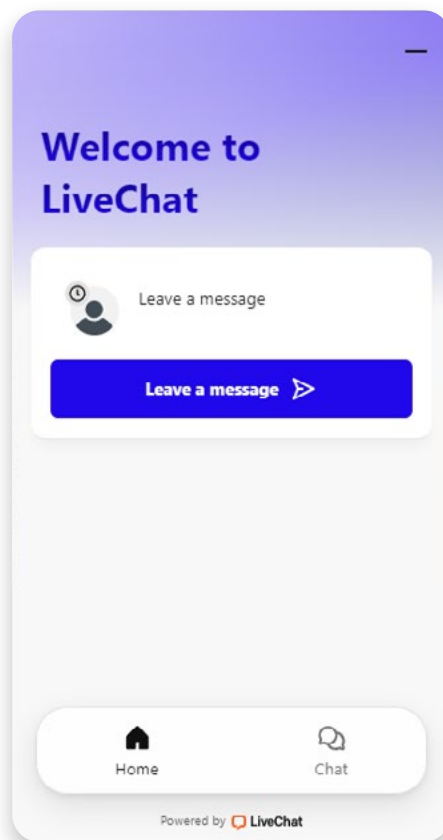 Welcome to
LiveChat
Leave a message
Leave a message
Home
Chat
Powered by LiveChat